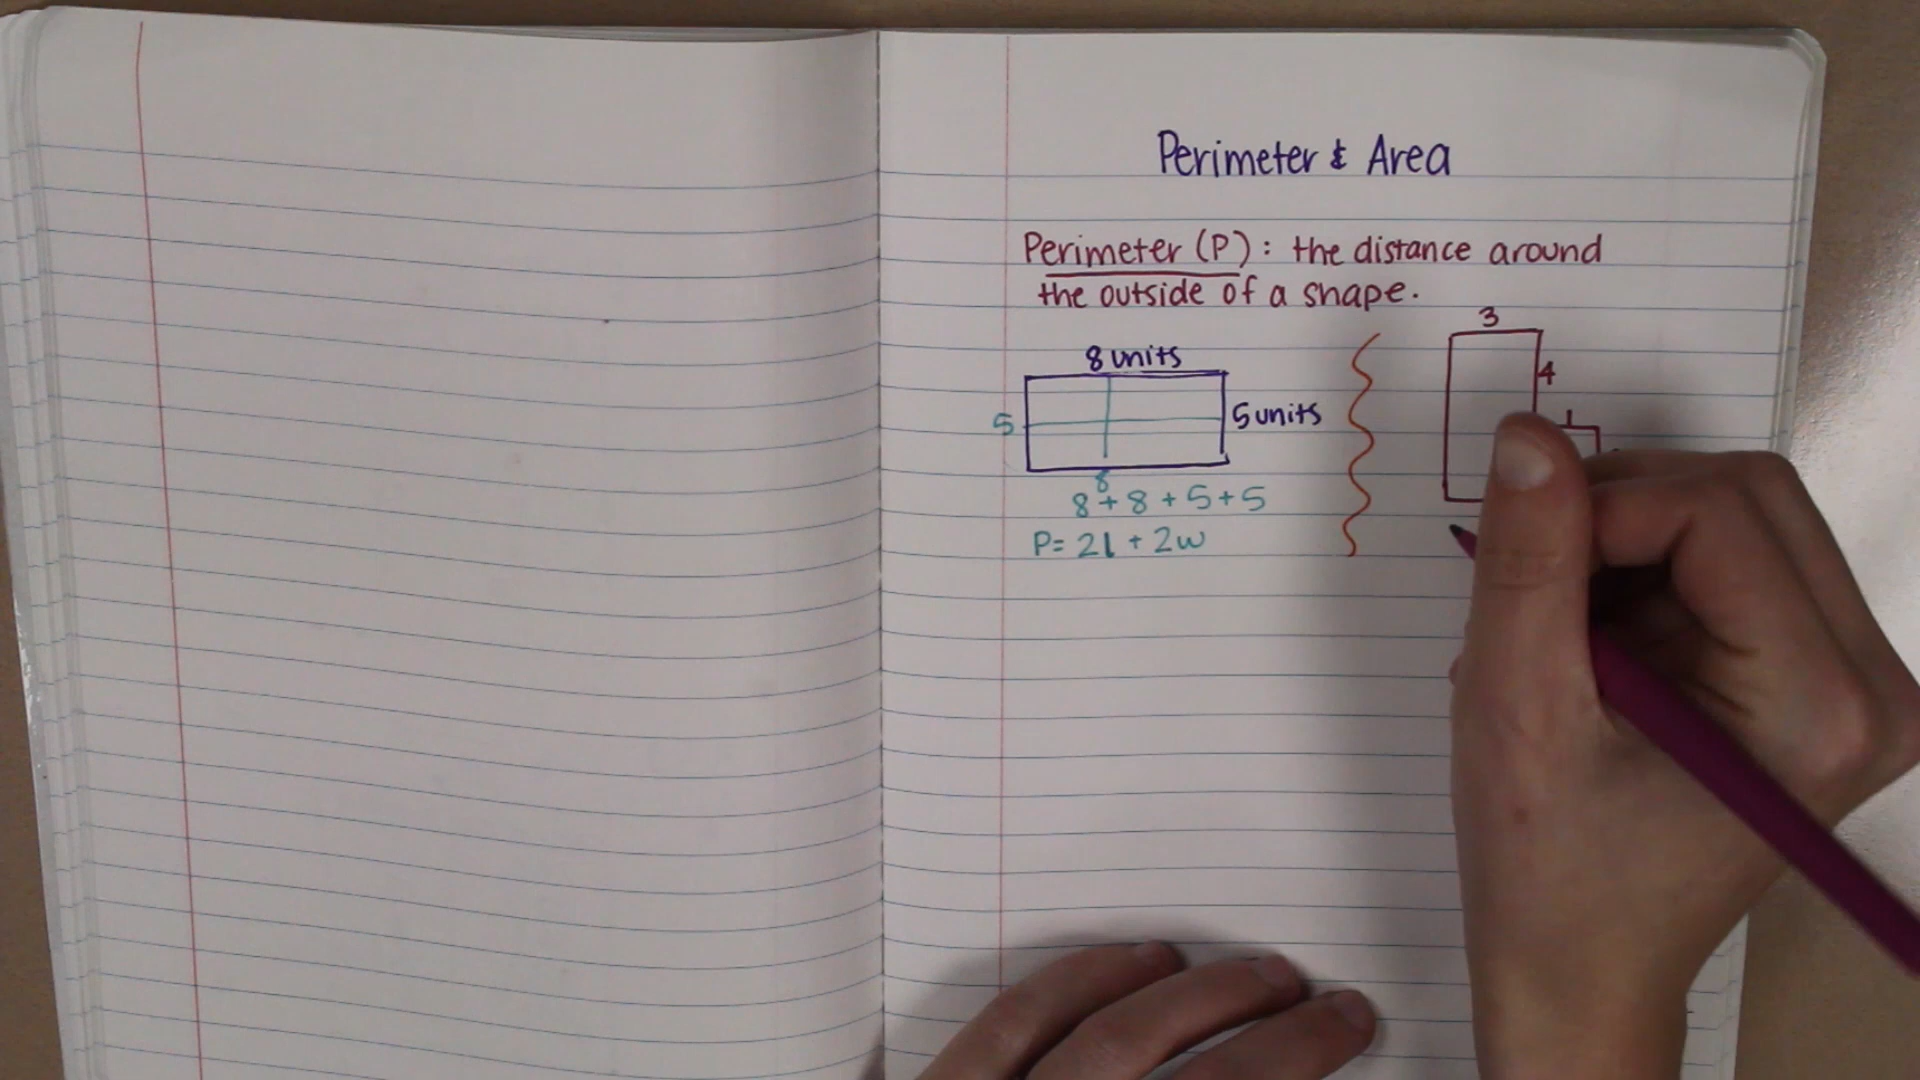 Perimeter & Area
Perimeter (P): the distance around
the outside of a shape.
8 units
5
5 units
8
8 + 8 + 5 + 5
P= 2l + 2w
3
4
1